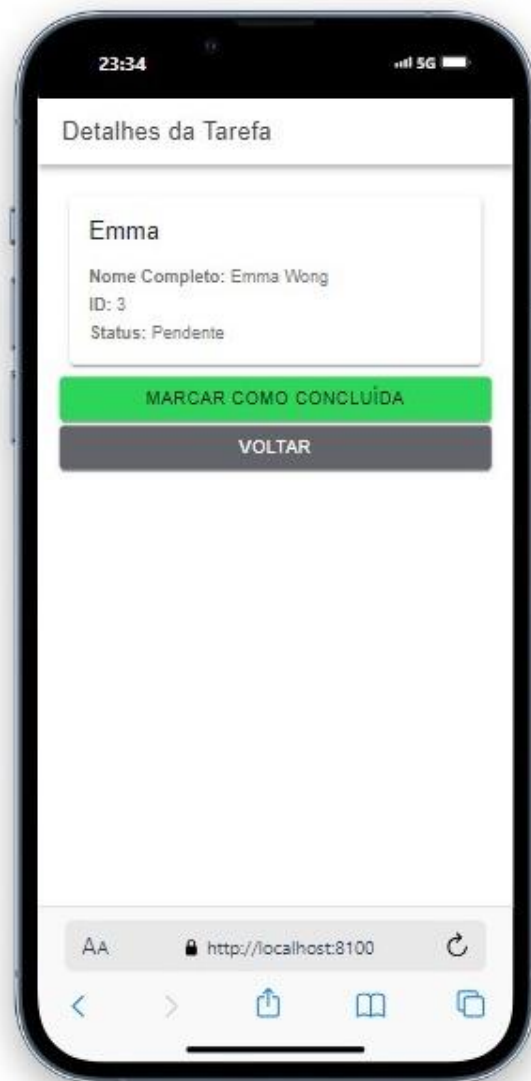 23:34
5G
Detalhes da Tarefa
Emma
Nome Completo: Emma Wong
ID: 3
Status: Pendente
MARCAR COMO CONCLUÍDA
VOLTAR
AA http://localhost:8100